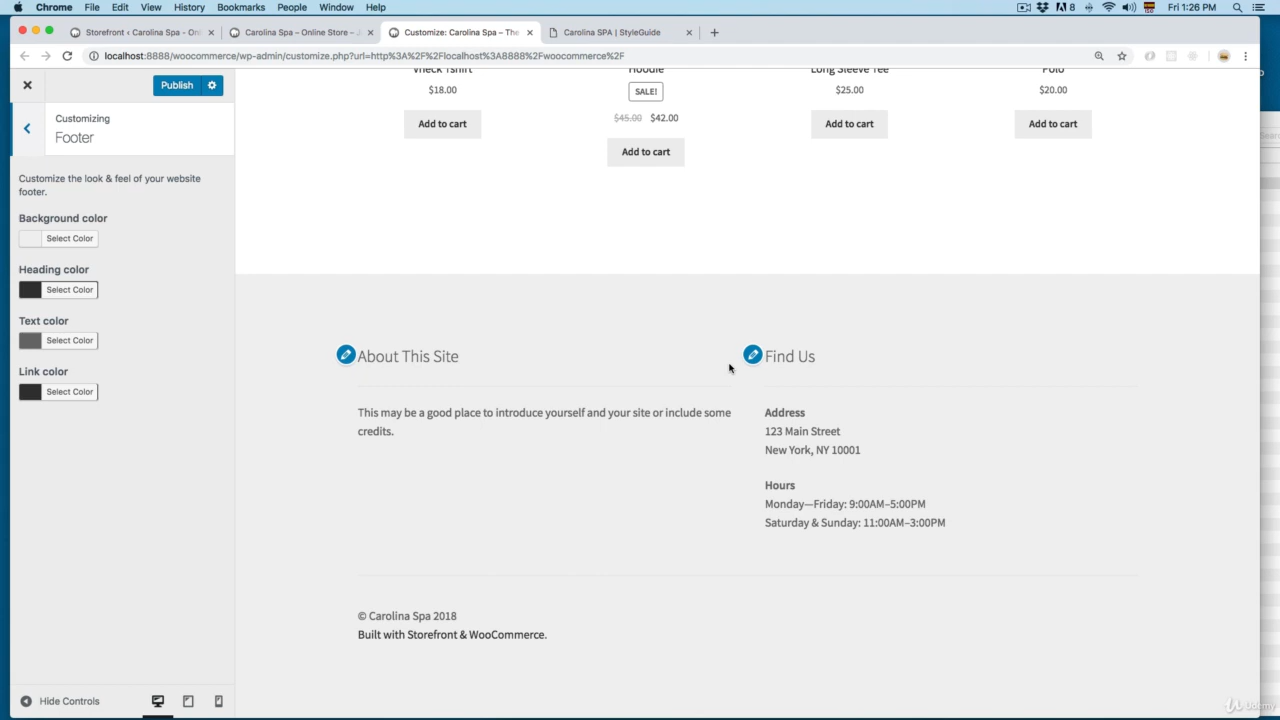 Chrome File Edit View History Bookmarks People Window Help
8 Fri 1:26 PM
Storefront ‹ Carolina Spa – On
Carolina Spa – Online Store –
Customize: Carolina Spa – The
Carolina SPA | StyleGuide
localhost:8888/woocommerce/wp-admin/customize.php?url=http%3A%2F%2Flocalhost%3A8888%2Fwoocommerce%2F
Publish
Customizing
Footer
Customize the look & feel of your website
footer.
Background color
Select Color
Heading color
Select Color
Text color
Select Color
Link color
Select Color
Hide Controls
Vneck Tshirt
$18.00
Add to cart
Hoodie
SALE!
$45.00 $42.00
Add to cart
Long Sleeve Tee
$25.00
Add to cart
Polo
$20.00
Add to cart
About This Site
This may be a good place to introduce yourself and your site or include some
credits.
Find Us
Address
123 Main Street
New York, NY 10001
Hours
Monday—Friday: 9:00AM–5:00PM
Saturday & Sunday: 11:00AM–3:00PM
© Carolina Spa 2018
Built with Storefront & WooCommerce.
Udemy